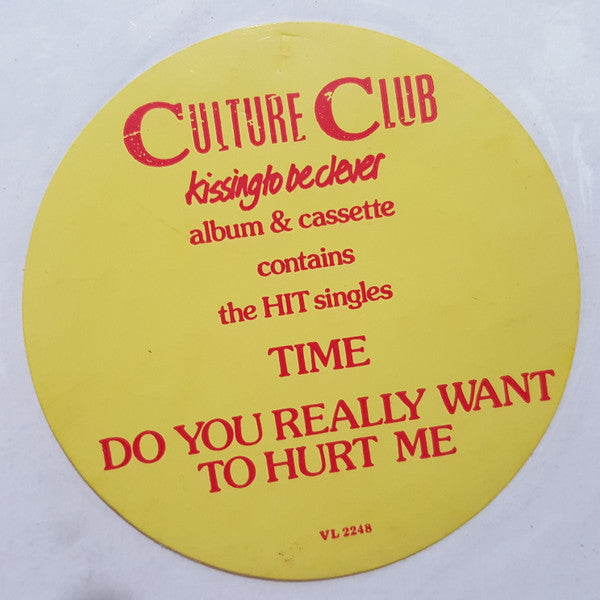 CULTURE CLUB
kissing to be clever
album & cassette
contains
the HIT singles
TIME
DO YOU REALLY WANT
TO HURT ME
VL 2248